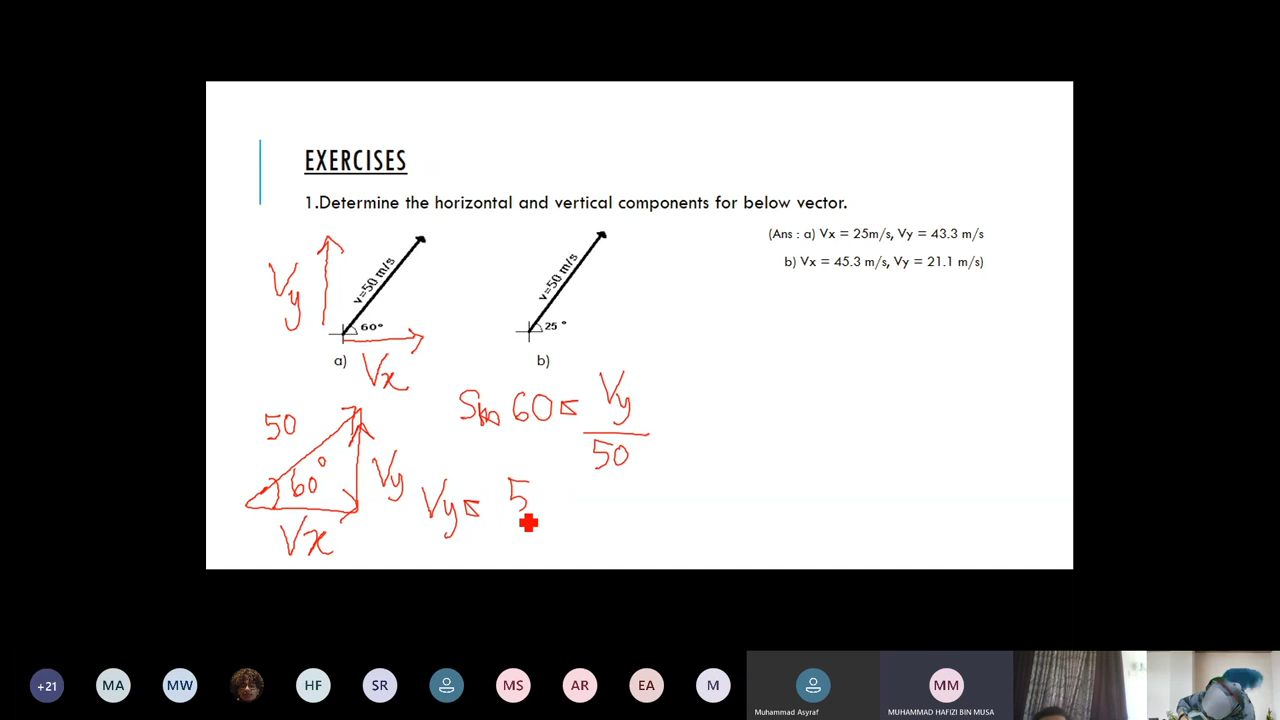 EXERCISES
1.Determine the horizontal and vertical components for below vector.
(Ans : a) Vx = 25m/s, Vy = 43.3 m/s
b) Vx = 45.3 m/s, Vy = 21.1 m/s)
Vy
v=50 m/s
60°
a)
Vx
v=50 m/s
25 °
b)
50
60°
Vy
Vx
Sin 60 = Vy
50
Vy = 5
+21
MA
MW
HF
SR
MS
AR
EA
M
MM
Muhammad Asyraf
MUHAMMAD HAFIZI BIN MUSA